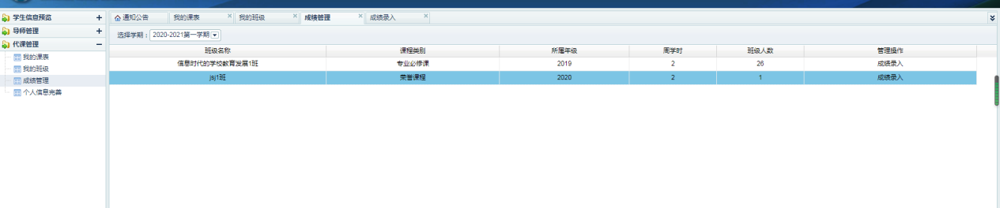 学生信息预览
导师管理
代课管理
我的课表
我的班级
成绩管理
个人信息完善
通知公告 我的课表 我的班级 成绩管理 成绩录入
选择学期： 2020-2021第一学期
班级名称 课程类别 所属年级 周学时 班级人数 管理操作
信息时代的学校教育发展1班 专业必修课 2019 2 26 成绩录入
jsj1班 荣誉课程 2020 2 1 成绩录入